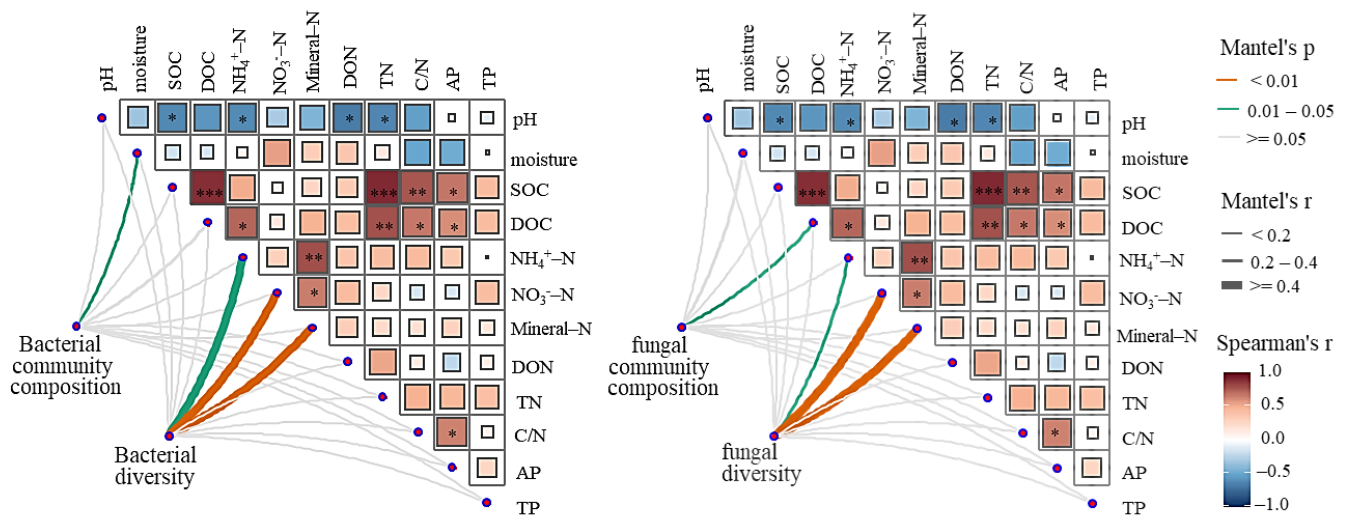 pH
moisture
SOC
DOC
NH₄⁺–N
NO₃⁻–N
Mineral–N
DON
TN
C/N
AP
TP
* * * * pH
moisture
*** *** ** * SOC
* ** * * DOC
** NH₄⁺–N
* NO₃⁻–N
Mineral–N
DON
TN
* C/N
AP
TP
Bacterial
community
composition
Bacterial
diversity
pH
moisture
SOC
DOC
NH₄⁺–N
NO₃⁻–N
Mineral–N
DON
TN
C/N
AP
TP
* * * * pH
moisture
*** *** ** * SOC
* ** * * DOC
** NH₄⁺–N
* NO₃⁻–N
Mineral–N
DON
TN
* C/N
AP
TP
fungal
community
composition
fungal
diversity
Mantel's p
< 0.01
0.01 – 0.05
>= 0.05
Mantel's r
< 0.2
0.2 – 0.4
>= 0.4
Spearman's r
1.0
0.5
0.0
–0.5
–1.0